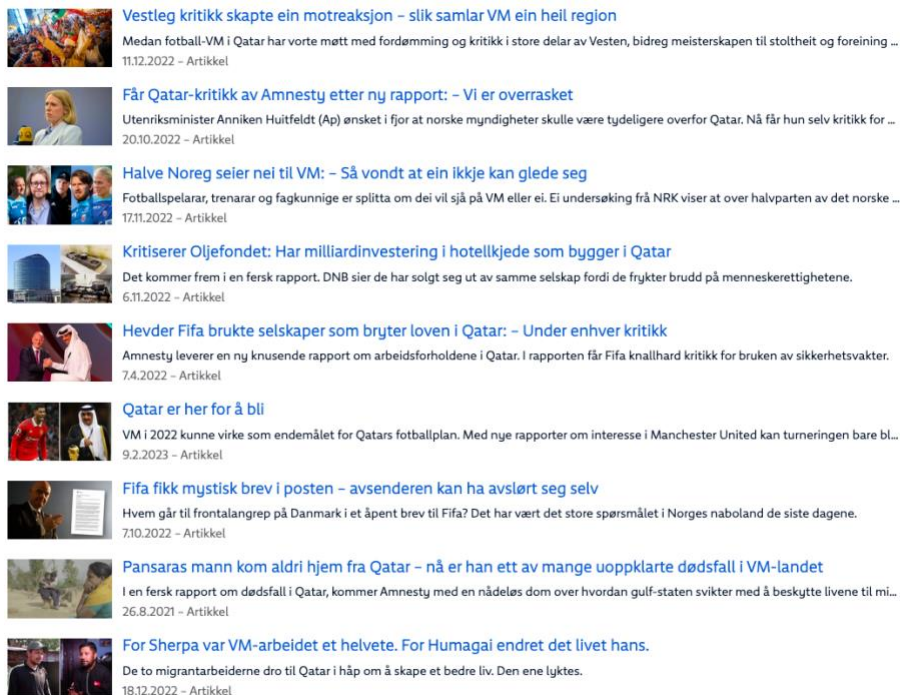 Vestleg kritikk skapte ein motreaksjon – slik samlar VM ein heil region
Medan fotball-VM i Qatar har vorte møtt med fordømming og kritikk i store delar av Vesten, bidreg meisterskapen til stoltheit og foreining ...
11.12.2022 – Artikkel
Får Qatar-kritikk av Amnesty etter ny rapport: – Vi er overrasket
Utenriksminister Anniken Huitfeldt (Ap) ønsket i fjor at norske myndigheter skulle være tydeligere overfor Qatar. Nå får hun selv kritikk for ...
20.10.2022 – Artikkel
Halve Noreg seier nei til VM: – Så vondt at ein ikkje kan glede seg
Fotballspelarar, trenarar og fagkunnige er splitta om dei vil sjå på VM eller ei. Ei undersøking frå NRK viser at over halvparten av det norske ...
17.11.2022 – Artikkel
Kritiserer Oljefondet: Har milliardinvestering i hotellkjede som bygger i Qatar
Det kommer frem i en fersk rapport. DNB sier de har solgt seg ut av samme selskap fordi de frykter brudd på menneskerettighetene.
6.11.2022 – Artikkel
Hevder Fifa brukte selskaper som bryter loven i Qatar: – Under enhver kritikk
Amnesty leverer en ny knusende rapport om arbeidsforholdene i Qatar. I rapporten får Fifa knallhard kritikk for bruken av sikkerhetsvakter.
7.4.2022 – Artikkel
Qatar er her for å bli
VM i 2022 kunne virke som endemålet for Qatars fotballplan. Med nye rapporter om interesse i Manchester United kan turneringen bare bl...
9.2.2023 – Artikkel
Fifa fikk mystisk brev i posten – avsenderen kan ha avslørt seg selv
Hvem går til frontalangrep på Danmark i et åpent brev til Fifa? Det har vært det store spørsmålet i Norges naboland de siste dagene.
7.10.2022 – Artikkel
Pansaras mann kom aldri hjem fra Qatar – nå er han ett av mange uoppklarte dødsfall i VM-landet
I en fersk rapport om dødsfall i Qatar, kommer Amnesty med en nådeløs dom over hvordan gulf-staten svikter med å beskytte livene til mi...
26.8.2021 – Artikkel
For Sherpa var VM-arbeidet et helvete. For Humagai endret det livet hans.
De to migrantarbeiderne dro til Qatar i håp om å skape et bedre liv. Den ene lyktes.
18.12.2022 – Artikkel